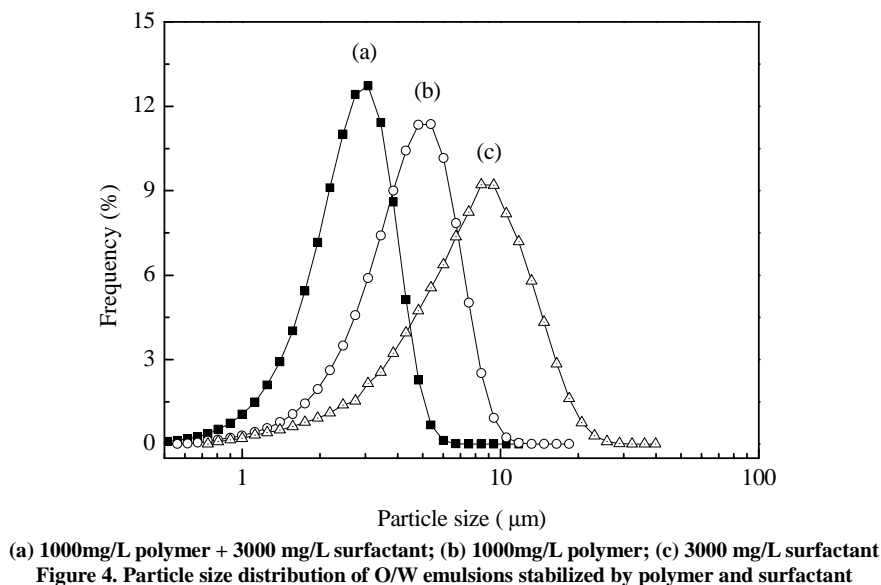 15
12
9
6
3
0
Frequency (%)
(a)
(b)
(c)
1
10
100
Particle size ( μm)
(a) 1000mg/L polymer + 3000 mg/L surfactant; (b) 1000mg/L polymer; (c) 3000 mg/L surfactant
Figure 4. Particle size distribution of O/W emulsions stabilized by polymer and surfactant